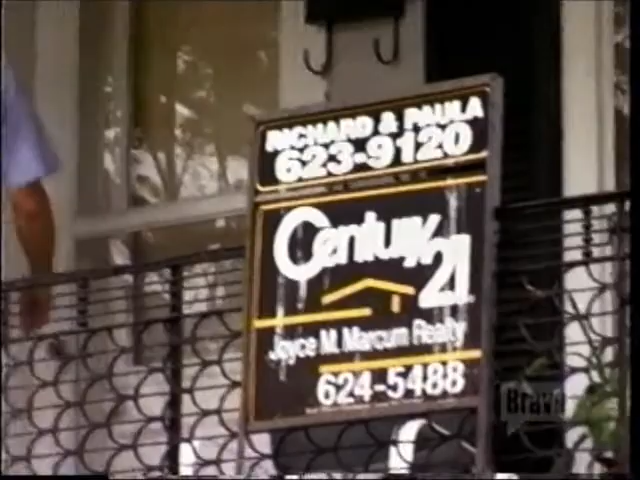 RICHARD & PAULA
623-9120
Century 21
Joyce M. Marcum Realty
624-5488
Bravo